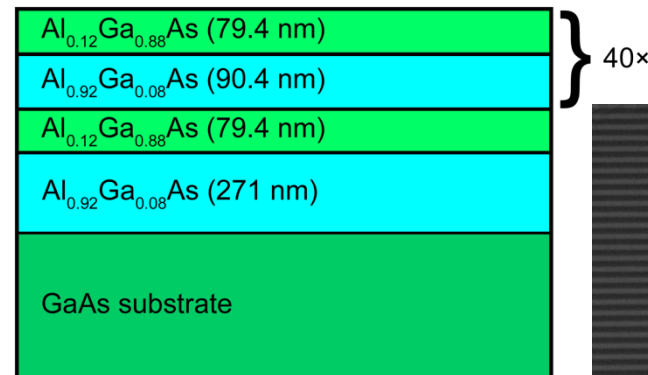 Al₀.₁₂Ga₀.₈₈As (79.4 nm)
Al₀.₉₂Ga₀.₀₈As (90.4 nm)
40×
Al₀.₁₂Ga₀.₈₈As (79.4 nm)
Al₀.₉₂Ga₀.₀₈As (271 nm)
GaAs substrate